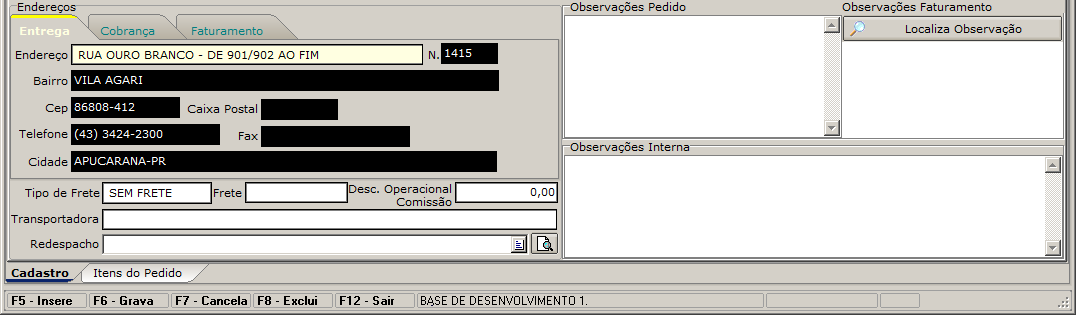 Endereços
Entrega Cobrança Faturamento
Endereço RUA OURO BRANCO - DE 901/902 AO FIM N. 1415
Bairro VILA AGARI
Cep 86808-412 Caixa Postal
Telefone (43) 3424-2300 Fax
Cidade APUCARANA-PR
Tipo de Frete SEM FRETE Frete Desc. Operacional Comissão 0,00
Transportadora
Redespacho
Observações Pedido
Observações Faturamento
Localiza Observação
Observações Interna
Cadastro Itens do Pedido
F5 - Insere F6 - Grava F7 - Cancela F8 - Exclui F12 - Sair BASE DE DESENVOLVIMENTO 1.